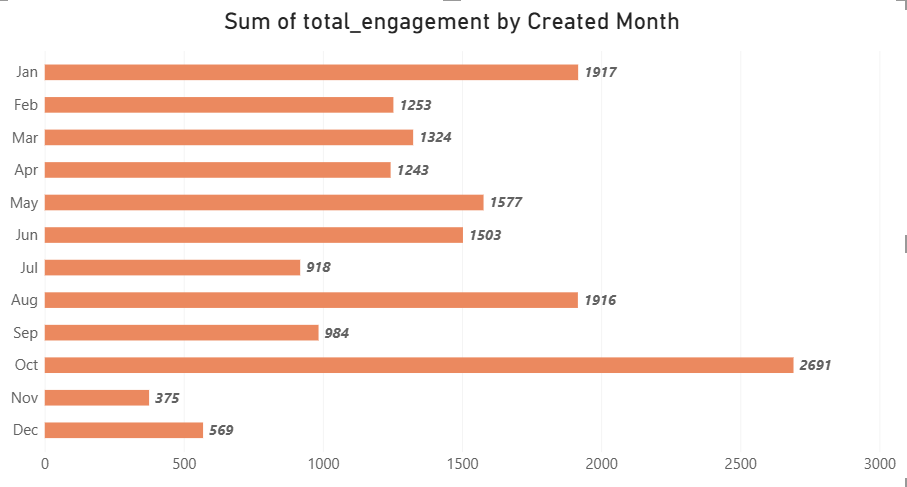 Sum of total_engagement by Created Month
Jan 1917
Feb 1253
Mar 1324
Apr 1243
May 1577
Jun 1503
Jul 918
Aug 1916
Sep 984
Oct 2691
Nov 375
Dec 569
0 500 1000 1500 2000 2500 3000